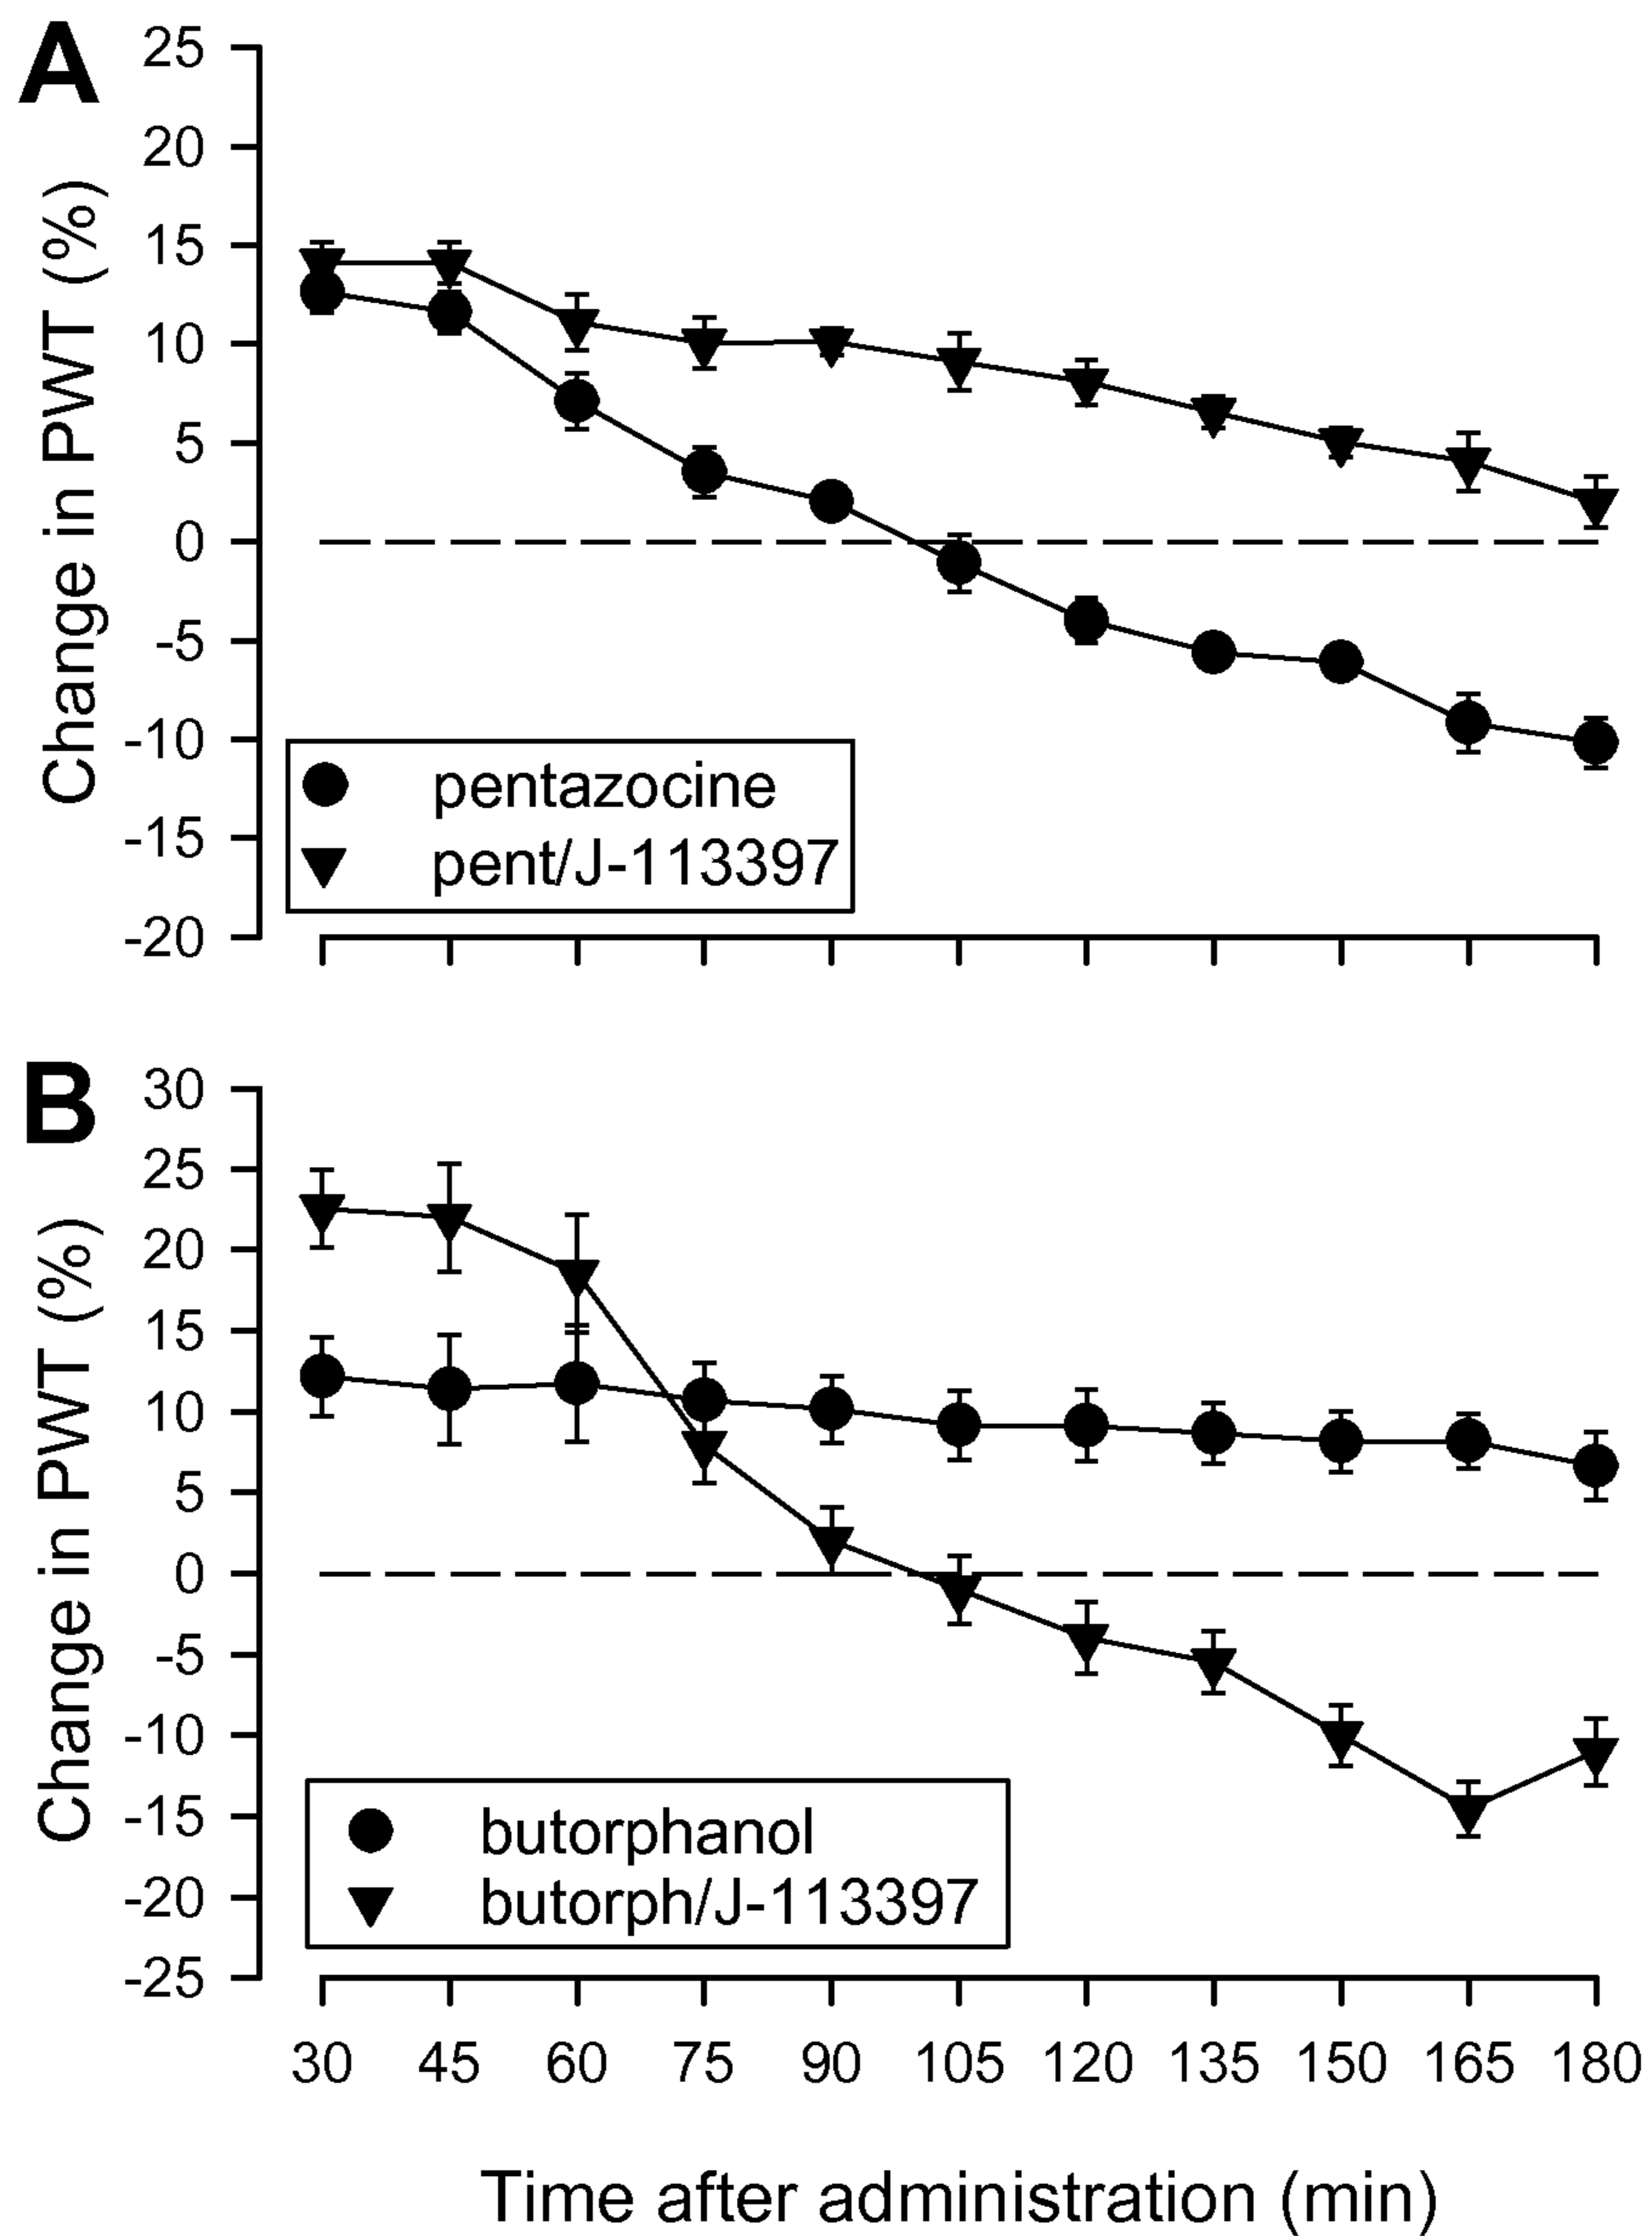 A
25
20
15
10
5
0
-5
-10
-15
-20
Change in PWT (%)
pentazocine
pent/J-113397
B
30
25
20
15
10
5
0
-5
-10
-15
-20
-25
Change in PWT (%)
butorphanol
butorph/J-113397
30 45 60 75 90 105 120 135 150 165 180
Time after administration (min)